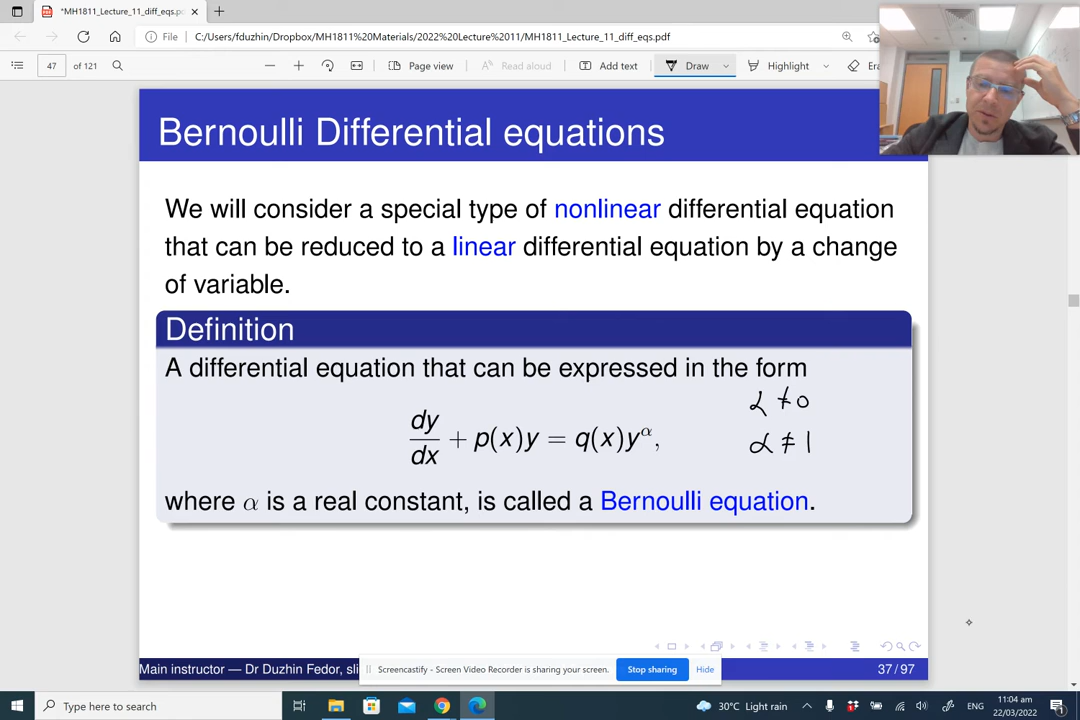 *MH1811_Lecture_11_diff_eqs.pd
File C:/Users/fduzhin/Dropbox/MH1811%20Materials/2022%20Lecture%2011/MH1811_Lecture_11_diff_eqs.pdf
47 of 121 Page view Read aloud Add text Draw Highlight Era
Bernoulli Differential equations
We will consider a special type of nonlinear differential equation
that can be reduced to a linear differential equation by a change
of variable.
Definition
A differential equation that can be expressed in the form
α ≠ 0
dy/dx + p(x)y = q(x)y^α,
α ≠ 1
where α is a real constant, is called a Bernoulli equation.
Main instructor — Dr Duzhin Fedor, sli
Screencastify - Screen Video Recorder is sharing your screen. Stop sharing Hide
37/97
Type here to search
30°C Light rain
ENG
11:04 am
22/03/2022
1